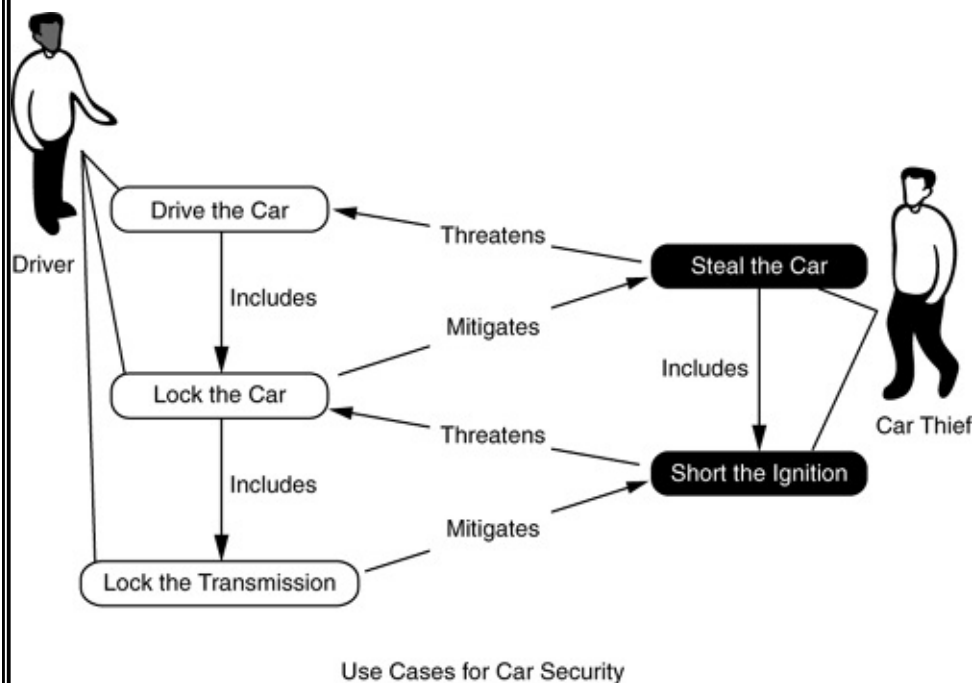 Drive the Car
Threatens
Driver
Steal the Car
Includes
Mitigates
Includes
Lock the Car
Car Thief
Threatens
Short the Ignition
Includes
Mitigates
Lock the Transmission
Use Cases for Car Security